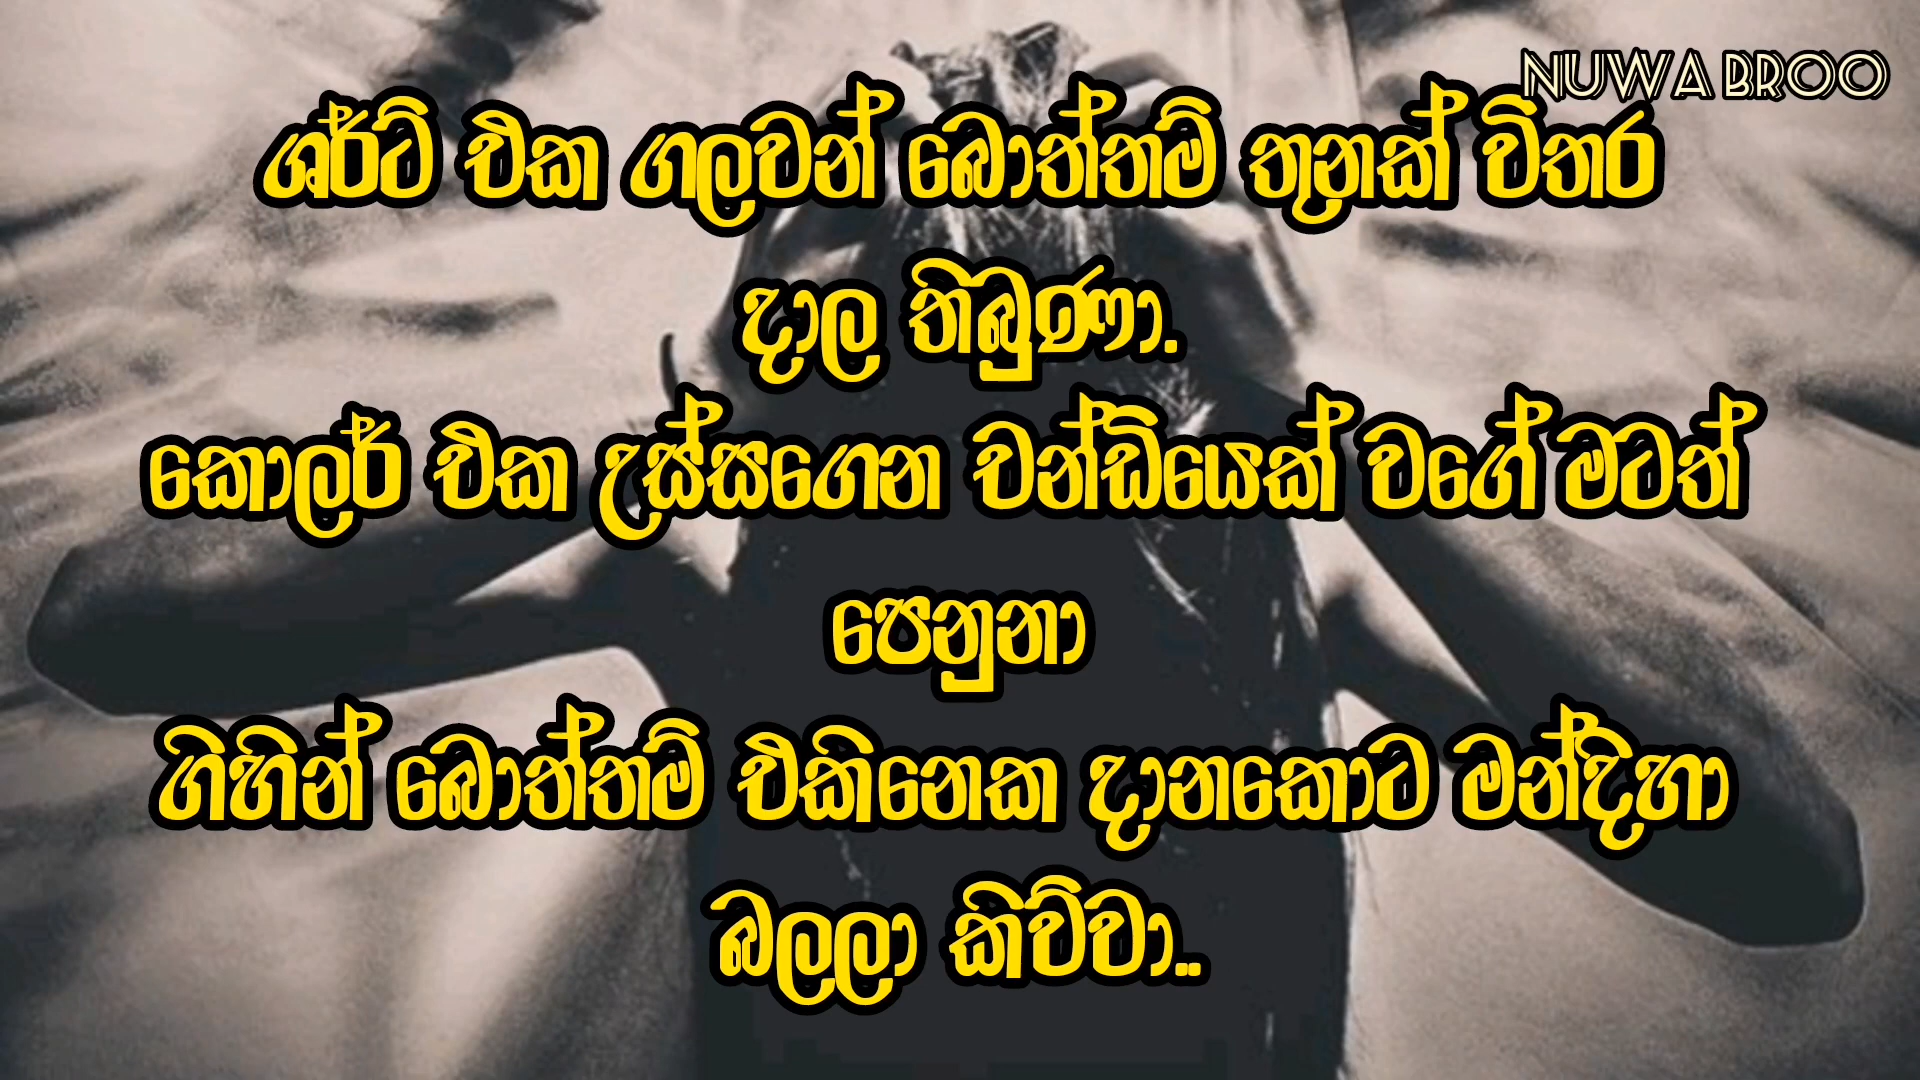 NUWA BROO
ශර්ට් එක ගලවන් බොත්තම් තුනක් විතර
දාල තිබුණා.
කොලර් එක උස්සගෙන චන්ඩියෙක් වගේ මටත්
පෙනුනා
ගිහින් බොත්තම් එකිනෙක දානකොට මන්දිහා
බලලා කිව්වා..